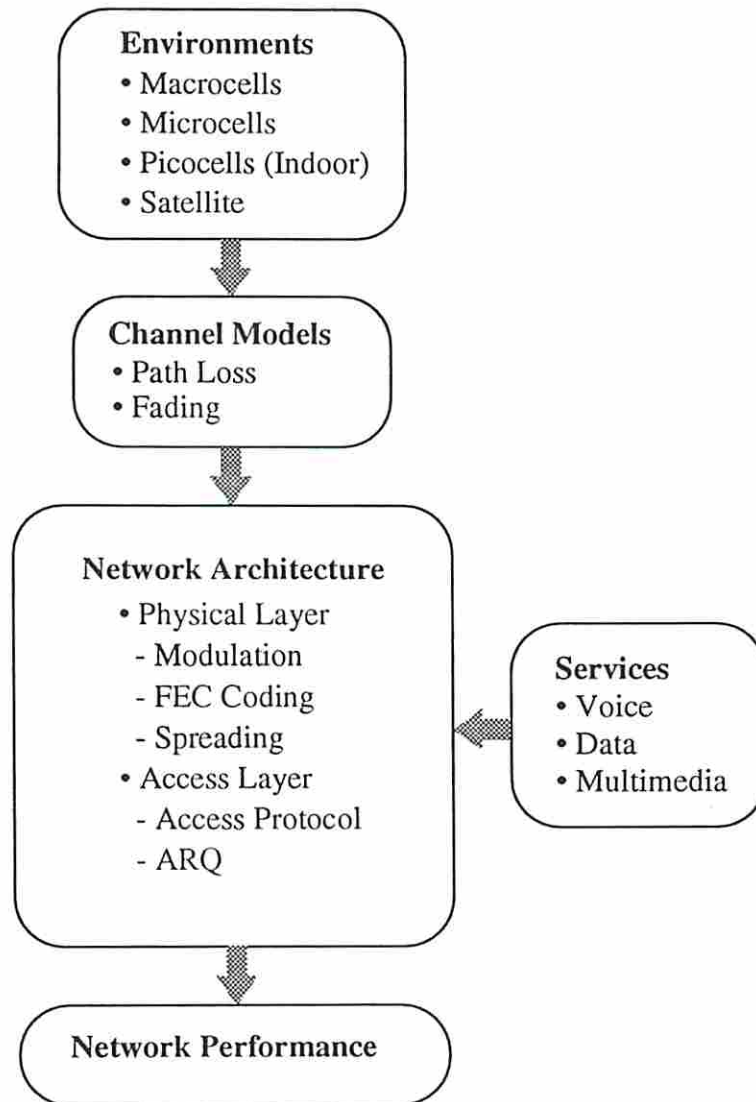 Environments
• Macrocells
• Microcells
• Picocells (Indoor)
• Satellite
Channel Models
• Path Loss
• Fading
Network Architecture
• Physical Layer
- Modulation
- FEC Coding
- Spreading
• Access Layer
- Access Protocol
- ARQ
Services
• Voice
• Data
• Multimedia
Network Performance